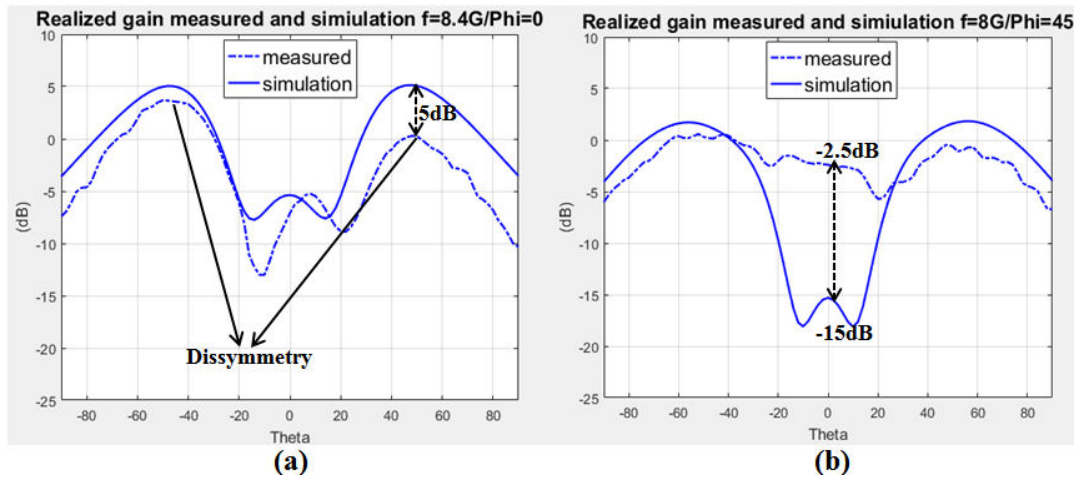 Realized gain measured and simiulation f=8.4G/Phi=0
10
5
0
-5
-10
-15
-20
-25
(dB)
measured
simulation
5dB
Dissymmetry
-80 -60 -40 -20 0 20 40 60 80
Theta
(a)
Realized gain measured and simiulation f=8G/Phi=45
10
5
0
-5
-10
-15
-20
-25
(dB)
measured
simulation
-2.5dB
-15dB
-80 -60 -40 -20 0 20 40 60 80
Theta
(b)